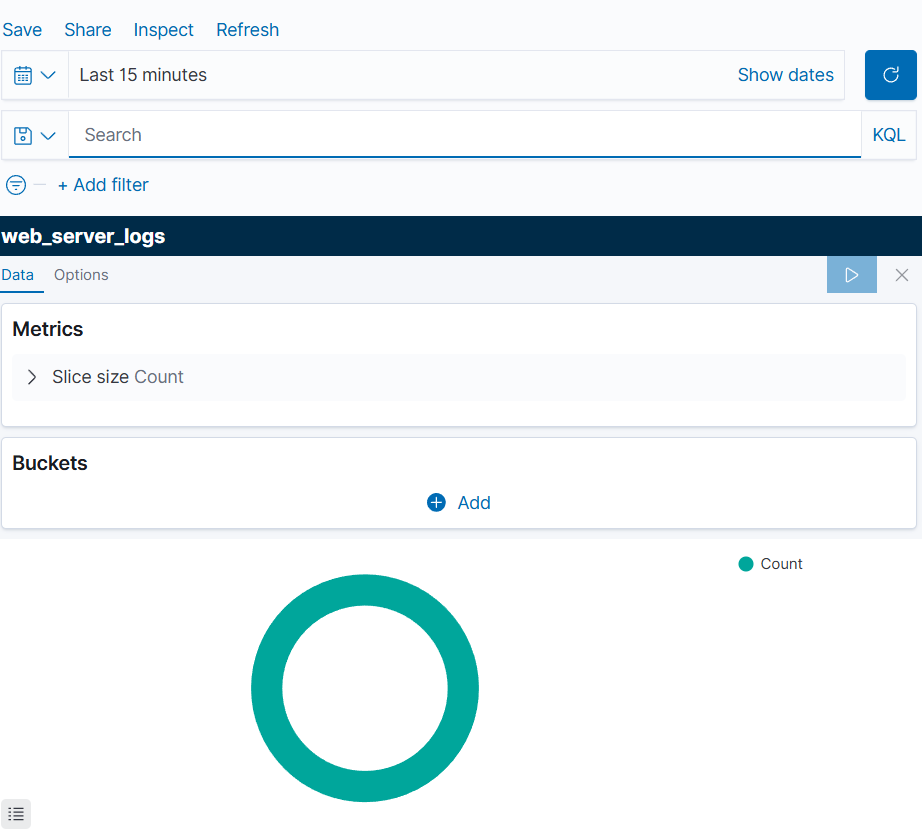 Save Share Inspect Refresh
Last 15 minutes Show dates
Search KQL
+ Add filter
web_server_logs
Data Options
Metrics
Slice size Count
Buckets
Add
Count